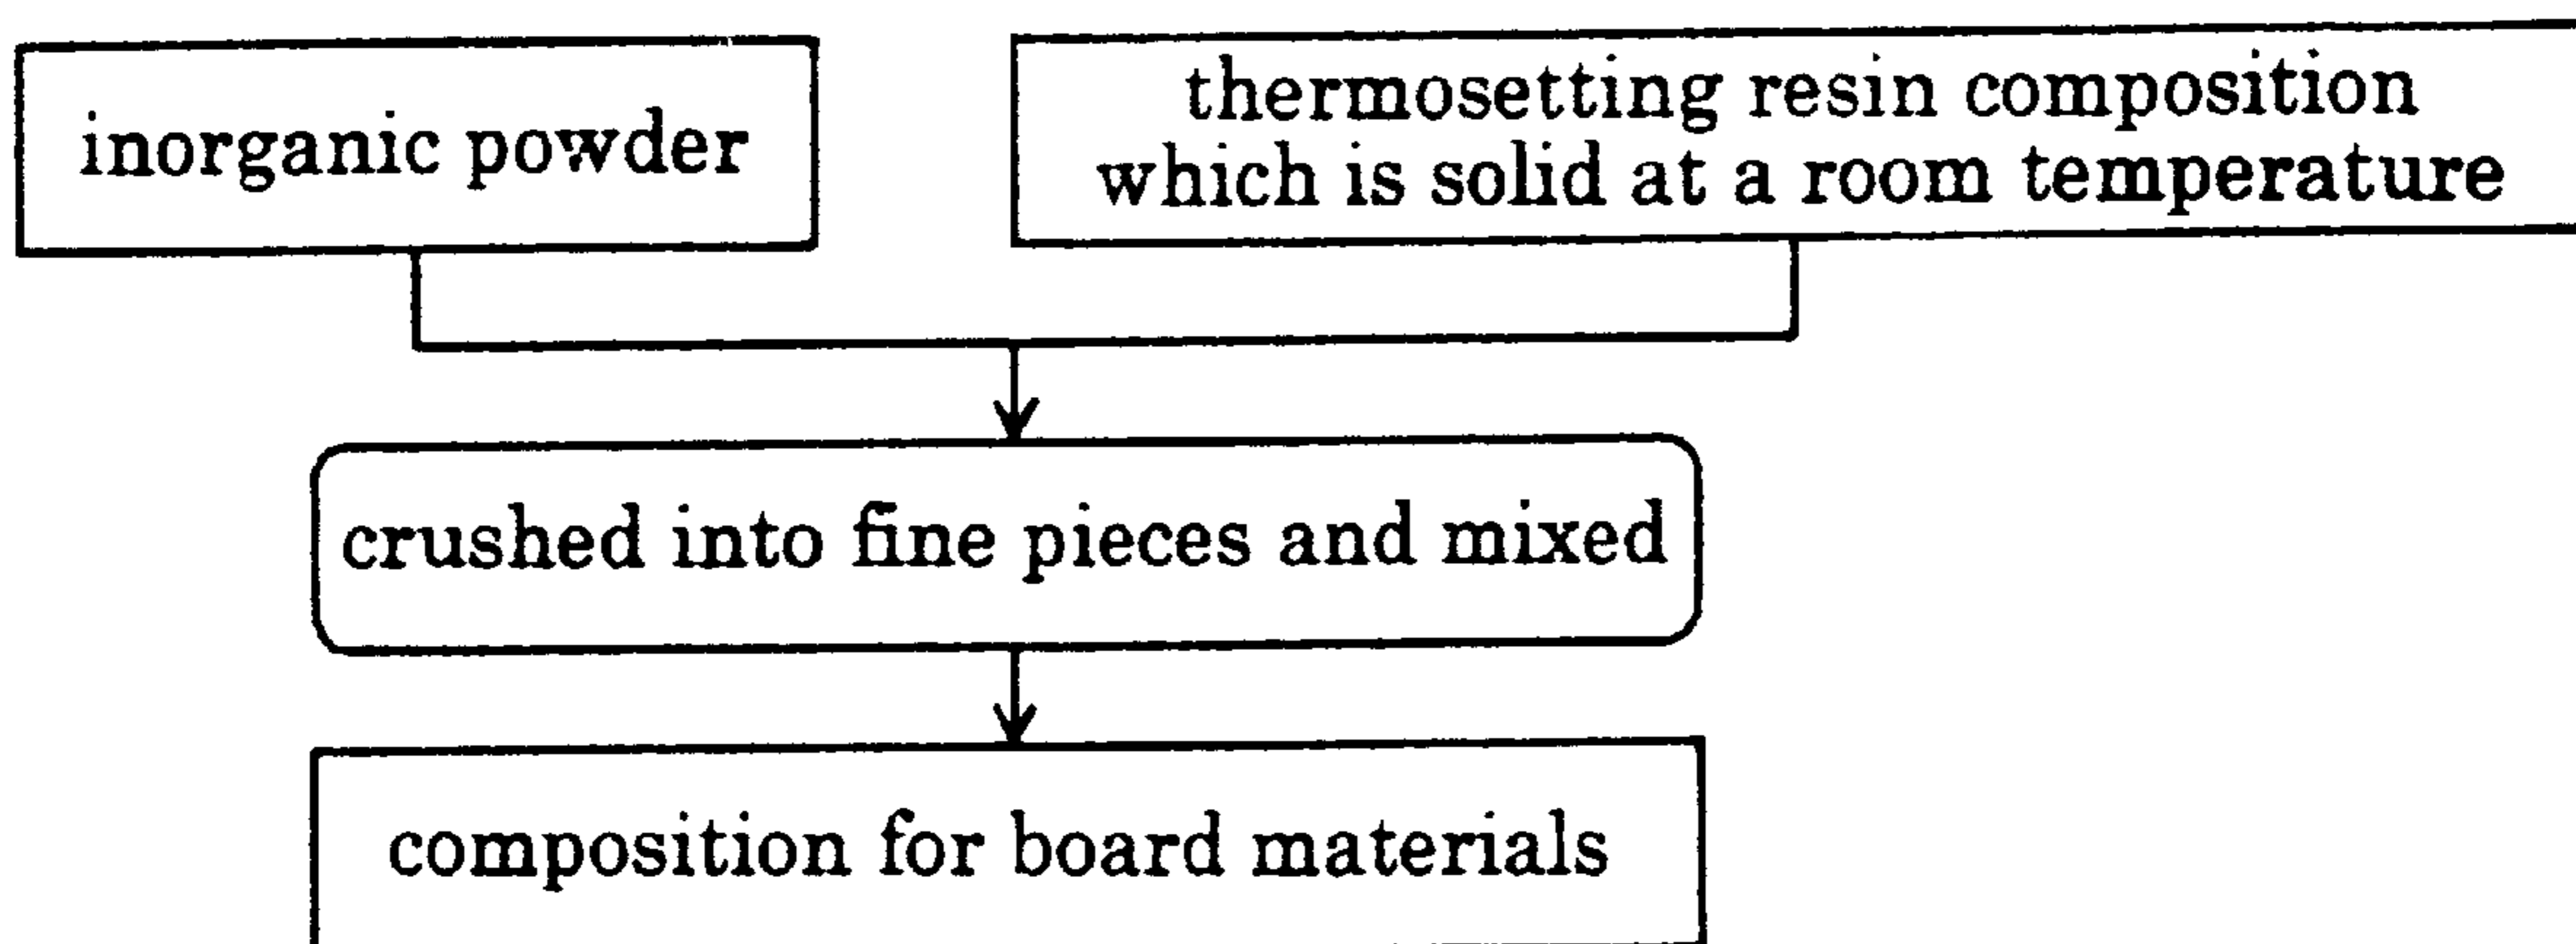 inorganic powder
thermosetting resin composition
which is solid at a room temperature
crushed into fine pieces and mixed
composition for board materials